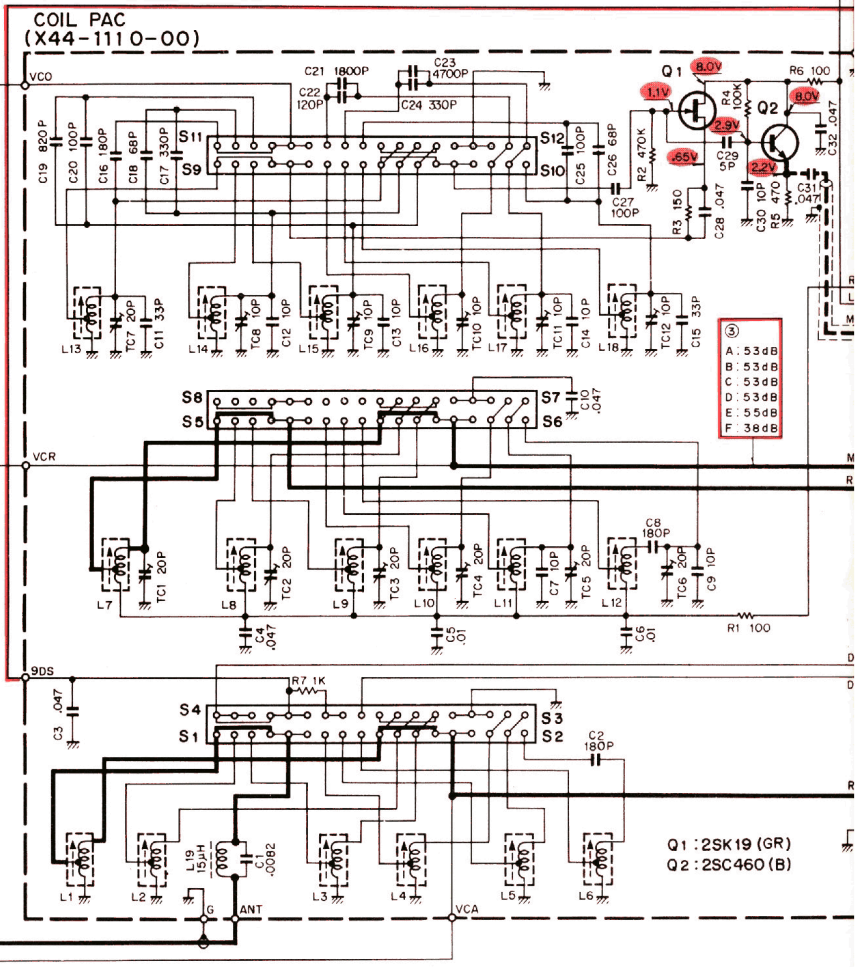 COIL PAC
(X44-1110-00)
VCO
C21 1800P
C22
120P
C23
4700P
C24 330P
C19 820P
C20 100P
C16 180P
C18 68P
C17 330P
S11
S9
S12
S10
C25 100P
C26 68P
C27
100P
R2 470K
Q1
1.1V
8.0V
R4
100K
R6 100
8.0V
Q2
2.9V
.65V
C29
5P
2.2V
C32 .047
C31
.047
R3 150
C28 .047
C30 10P
R5 470
L13
TC7 20P
C11 33P
L14
TC8 10P
C12 10P
L15
TC9 10P
C13 10P
L16
TC10 10P
L17
TC11 10P
C14 10P
L18
TC12 10P
C15 33P
R
L
M
③
A : 53dB
B : 53dB
C : 53dB
D : 53dB
E : 55dB
F : 38dB
S8
S5
S7
S6
C10
.047
VCR
M
R
L7
TC1 20P
L8
TC2 20P
L9
TC3 20P
L10
TC4 20P
L11
C7 10P
TC5 20P
L12
C8
180P
TC6 20P
C9 10P
C4
.047
C5
.01
C6
.01
R1 100
9DS
C3 .047
R7 1K
D
D
S4
S1
S3
S2
C2
180P
R
L1
L2
L19
15μH
C1
.0082
L3
L4
L5
L6
Q1 : 2SK19 (GR)
Q2 : 2SC460 (B)
G
ANT
VCA